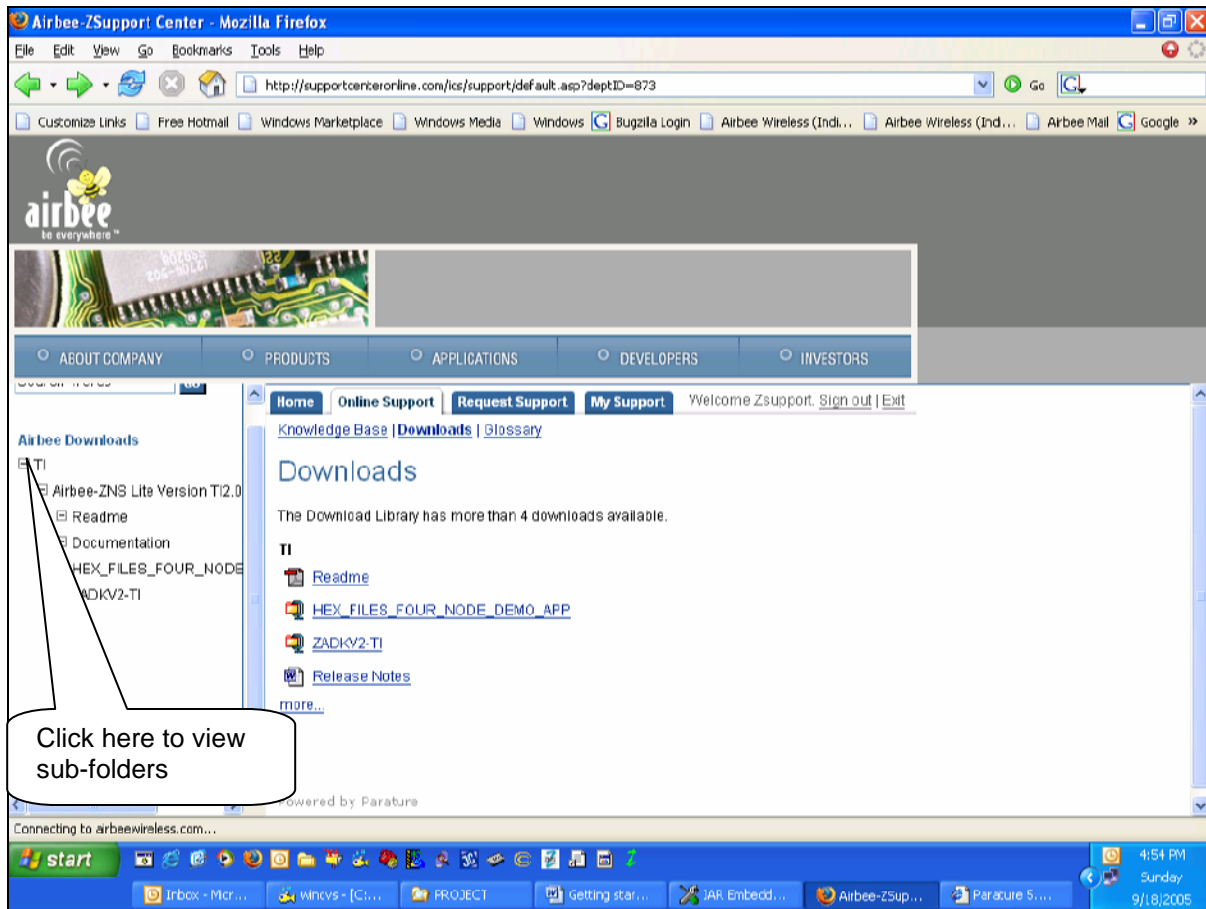 Airbee-ZSupport Center - Mozilla Firefox
File Edit View Go Bookmarks Tools Help
http://supportcenteronline.com/ics/support/default.asp?deptID=873
Go
Customize Links Free Hotmail Windows Marketplace Windows Media Windows Bugzilla Login Airbee Wireless (Indi... Airbee Wireless (Ind... Airbee Mail Google »
airbee
be everywhere ™
ABOUT COMPANY PRODUCTS APPLICATIONS DEVELOPERS INVESTORS
Home Online Support Request Support My Support Welcome Zsupport. Sign out | Exit
Knowledge Base | Downloads | Glossary
Airbee Downloads
TI
Airbee-ZNS Lite Version TI2.0
Readme
Documentation
HEX_FILES_FOUR_NODE
ADKV2-TI
Downloads
The Download Library has more than 4 downloads available.
TI
Readme
HEX_FILES_FOUR_NODE_DEMO_APP
ZADKV2-TI
Release Notes
more...
Click here to view
sub-folders
Powered by Parature
Connecting to airbeewireless.com...
start
4:54 PM
Sunday
9/18/2005
Inbox - Micr... wincvs - [C:... PROJECT Getting star... IAR Embedd... Airbee-ZSup... Parature 5....